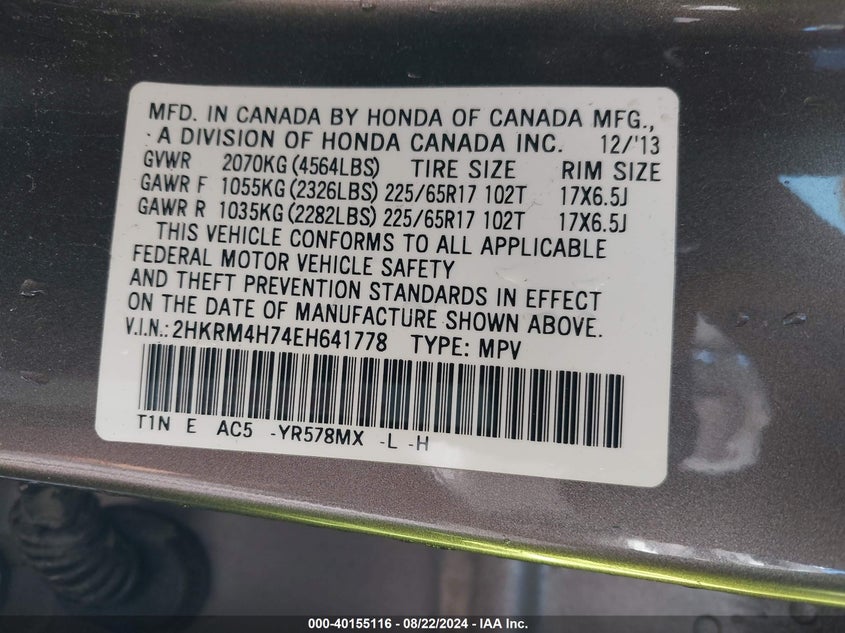 MFD. IN CANADA BY HONDA OF CANADA MFG.,
A DIVISION OF HONDA CANADA INC. 12/'13
GVWR 2070KG (4564LBS) TIRE SIZE RIM SIZE
GAWR F 1055KG (2326LBS) 225/65R17 102T 17X6.5J
GAWR R 1035KG (2282LBS) 225/65R17 102T 17X6.5J
THIS VEHICLE CONFORMS TO ALL APPLICABLE
FEDERAL MOTOR VEHICLE SAFETY
AND THEFT PREVENTION STANDARDS IN EFFECT
ON THE DATE OF MANUFACTURE SHOWN ABOVE.
V.I.N.: 2HKRM4H74EH641778 TYPE: MPV
T1N E AC5 -YR578MX -L -H
000-40155116 - 08/22/2024 - IAA Inc.